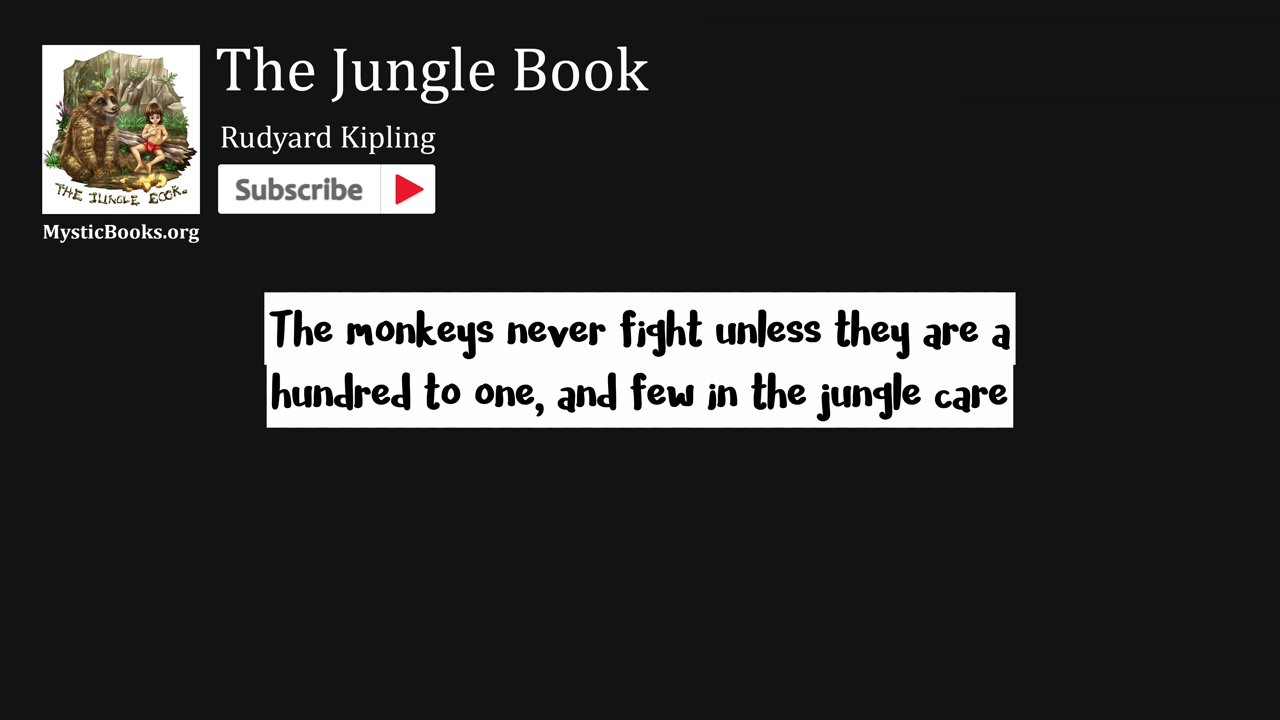 The Jungle Book
Rudyard Kipling
Subscribe
THE JUNGLE BOOK.
MysticBooks.org
The monkeys never fight unless they are a
hundred to one, and few in the jungle care